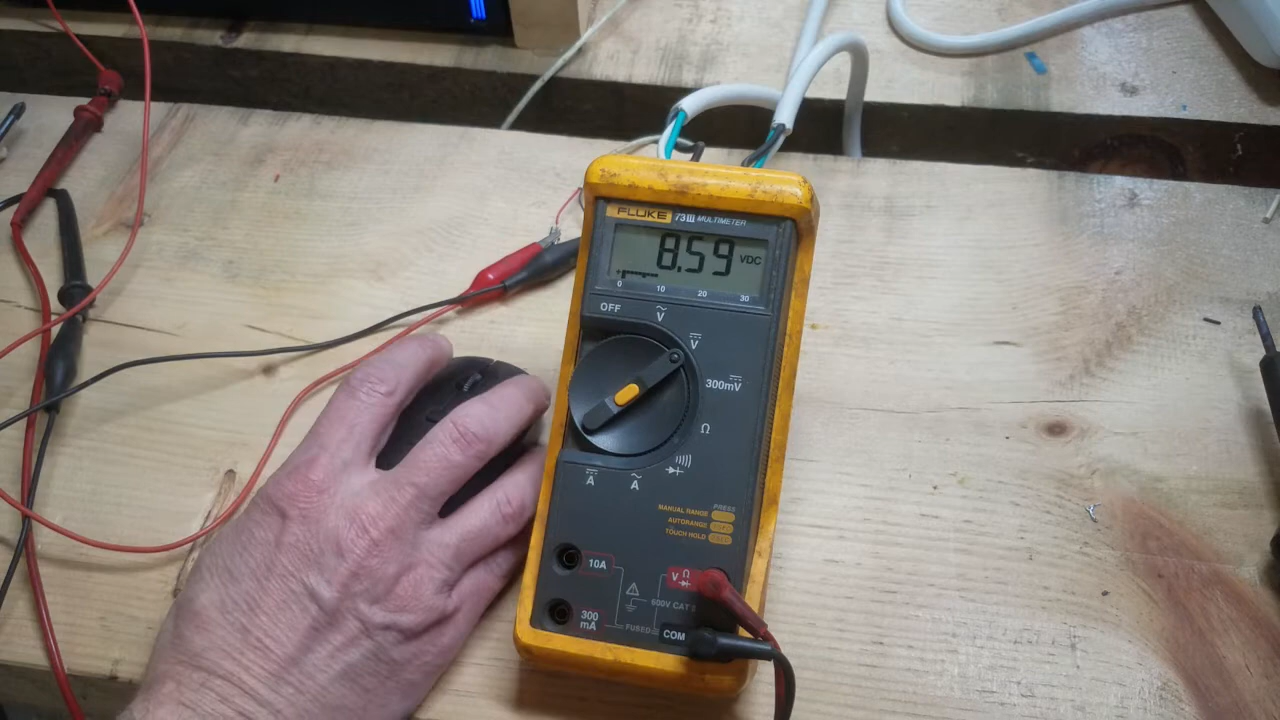 FLUKE 73III MULTIMETER
8.59 VDC
0 10 20 30
OFF
V
V
300mV
Ω
A
A
PRESS
MANUAL RANGE
AUTORANGE
TOUCH HOLD
10A
V Ω
600V CAT
300
mA
FUSED
COM